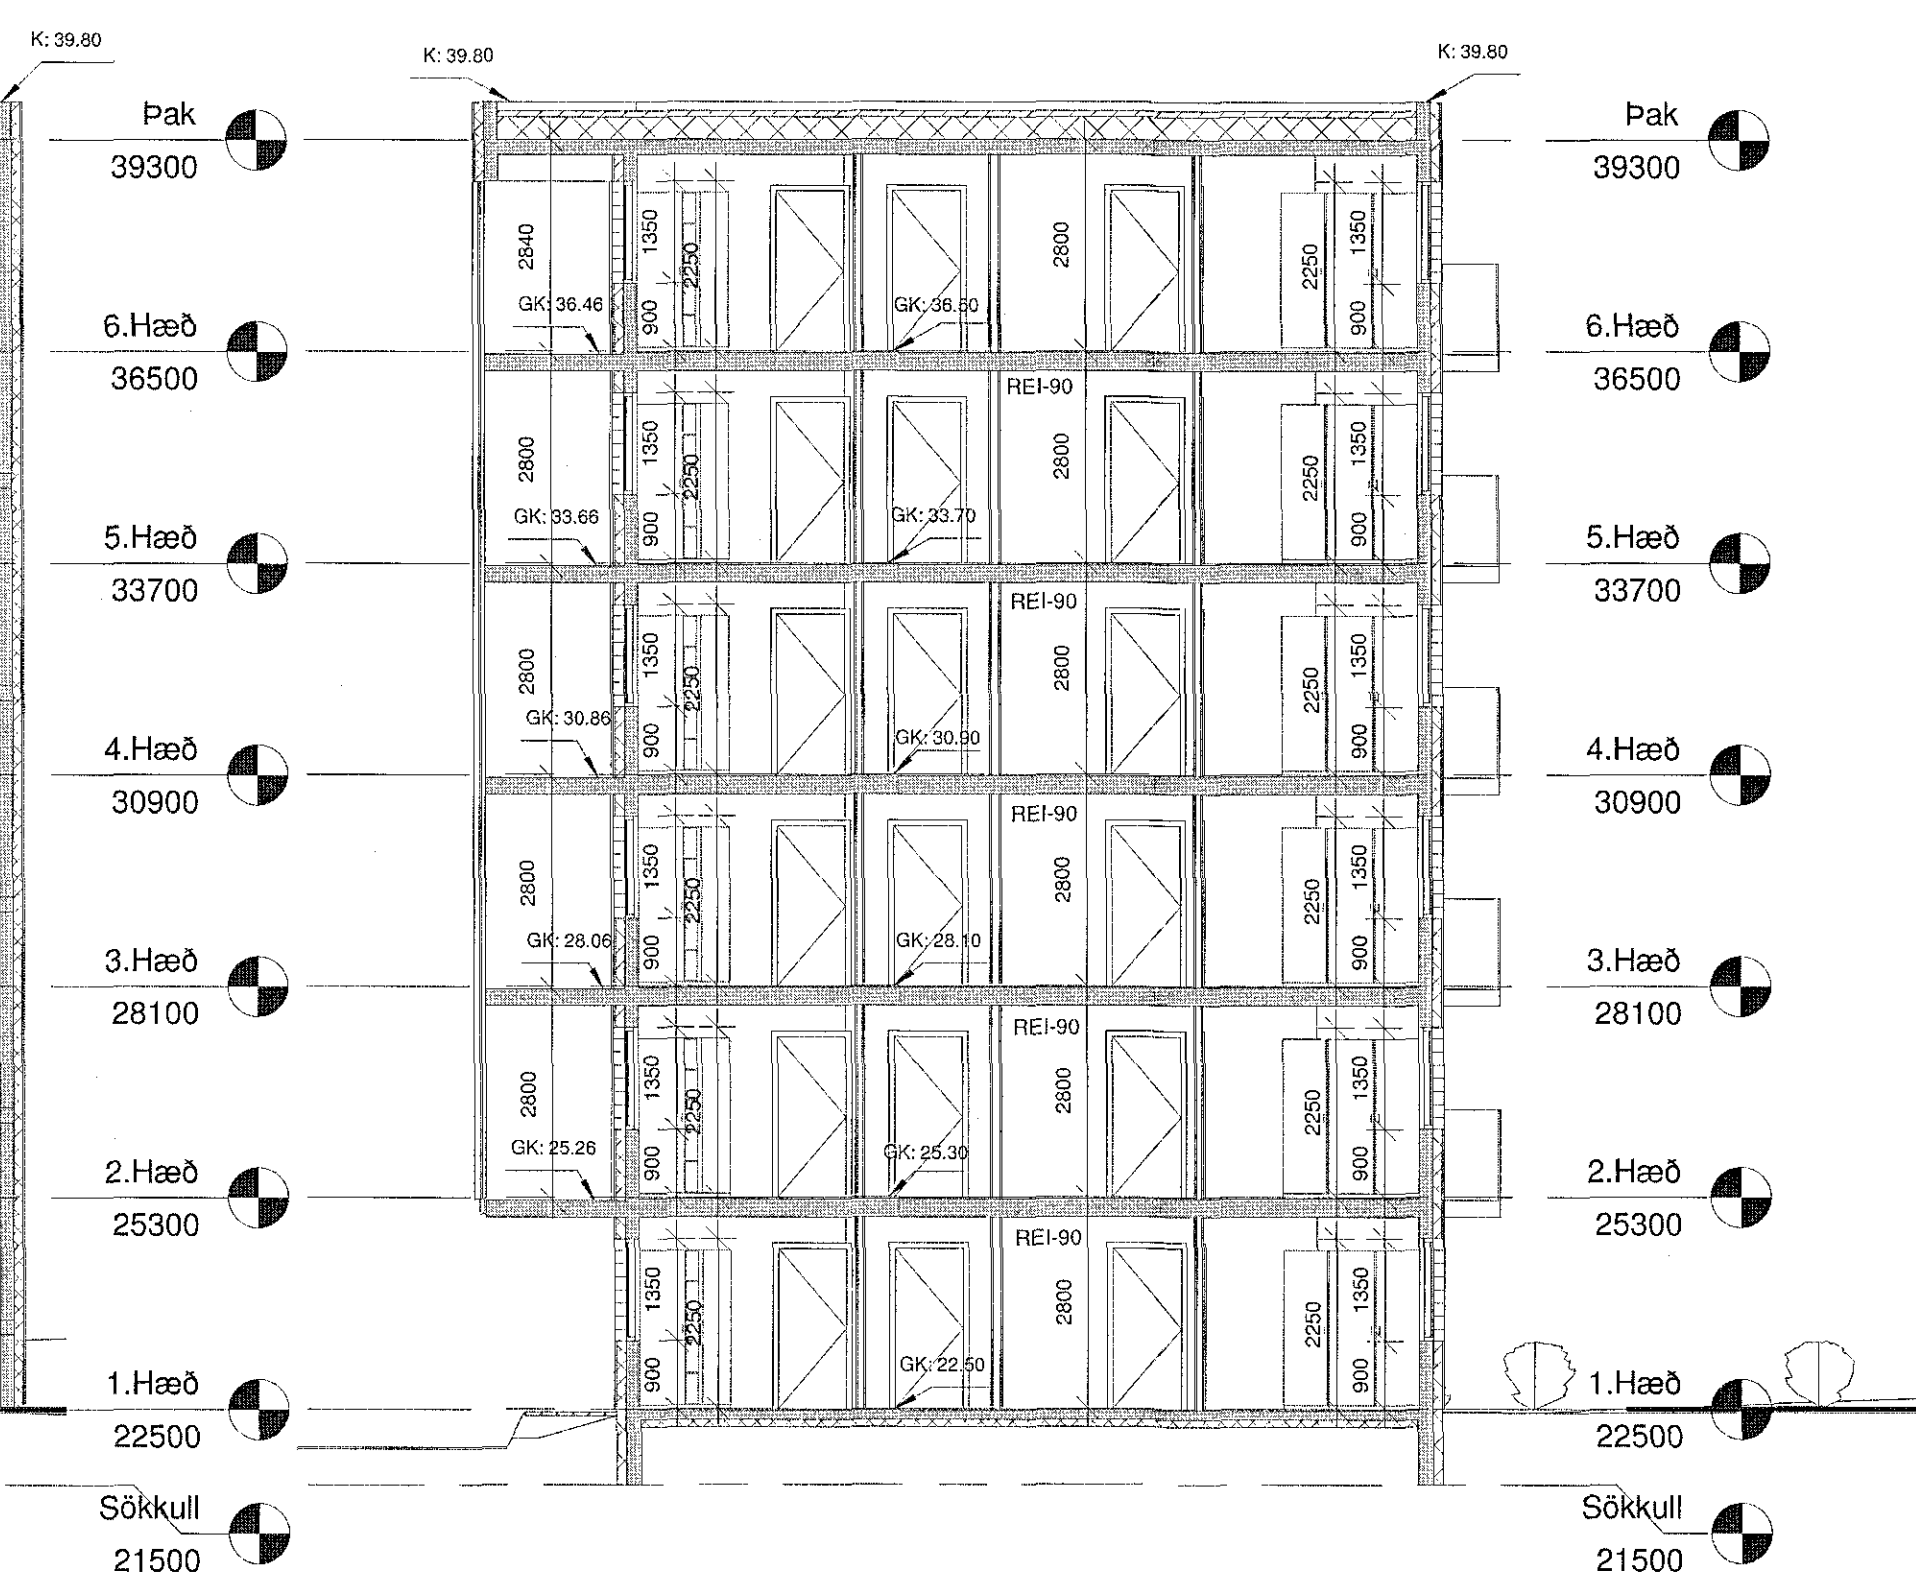 K: 39.80
K: 39.80
K: 39.80
Þak
39300
Þak
39300
2840
1350
2250
900
2800
2250
1350
900
GK: 36.46
GK: 36.50
6.Hæð
36500
6.Hæð
36500
REI-90
2800
1350
2250
900
2800
2250
1350
900
GK: 33.66
GK: 33.70
5.Hæð
33700
5.Hæð
33700
REI-90
2800
1350
2250
900
2800
2250
1350
900
GK: 30.86
GK: 30.90
4.Hæð
30900
4.Hæð
30900
REI-90
2800
1350
2250
900
2800
2250
1350
900
GK: 28.06
GK: 28.10
3.Hæð
28100
3.Hæð
28100
REI-90
2800
1350
2250
900
2800
2250
1350
900
GK: 25.26
GK: 25.30
2.Hæð
25300
2.Hæð
25300
REI-90
1350
2250
900
2800
2250
1350
900
GK: 22.50
1.Hæð
22500
1.Hæð
22500
Sökkull
21500
Sökkull
21500